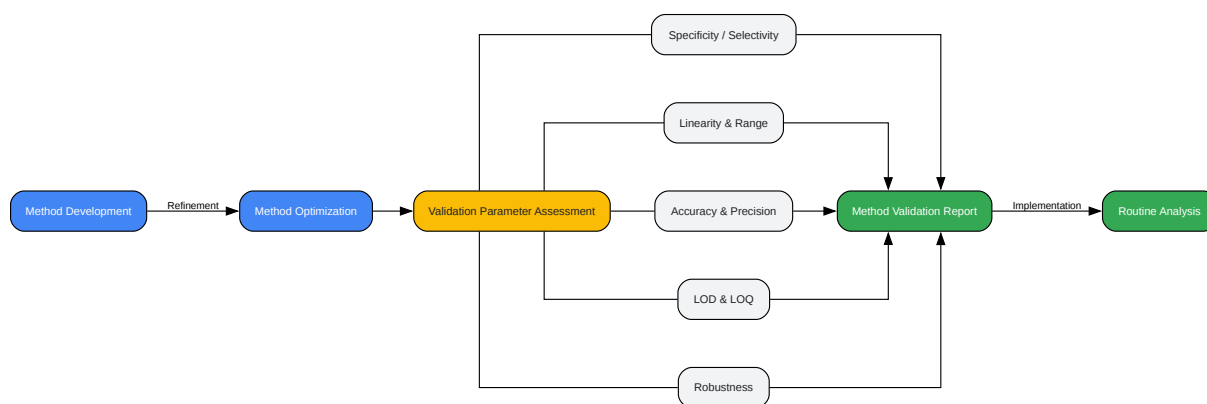 Specificity / Selectivity
Linearity & Range
Method Development
Refinement
Method Optimization
Validation Parameter Assessment
Accuracy & Precision
Method Validation Report
Implementation
Routine Analysis
LOD & LOQ
Robustness